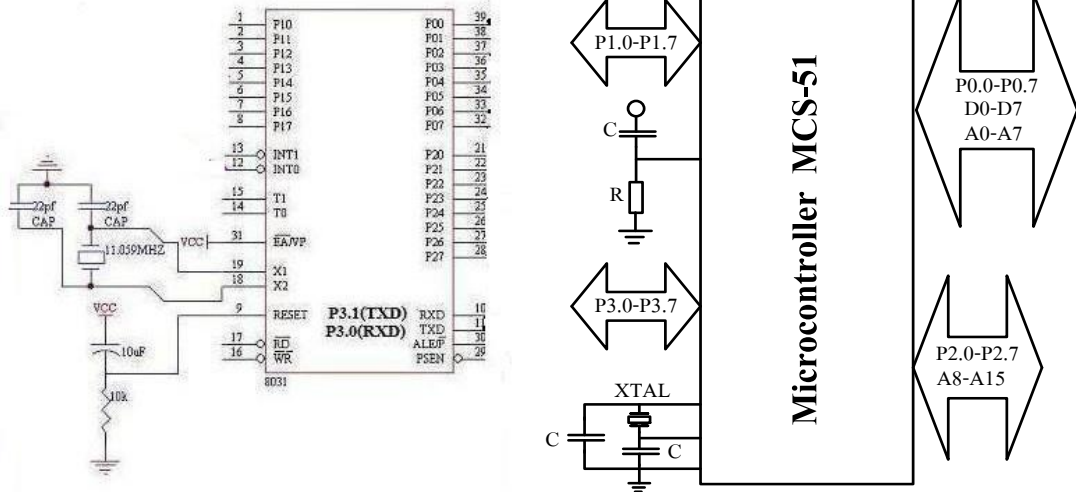 1 P10 P00 39
2 P11 P01 38
3 P12 P02 37
4 P13 P03 36
5 P14 P04 35
6 P15 P05 34
7 P16 P06 33
8 P17 P07 32
13 INT1 P20 21
12 INT0 P21 22
P22 23
15 T1 P23 24
14 T0 P24 25
P25 26
VCC 31 EA/VP P26 27
P27 28
22pf 22pf
CAP CAP
11.059MHZ
19 X1
18 X2
VCC
9 RESET P3.1(TXD) RXD 10
P3.0(RXD) TXD 11
17 RD ALE/P 30
16 WR PSEN 29
10uF
10k
8031
P1.0-P1.7
C
R
P3.0-P3.7
XTAL
C
C
Microcontroller MCS-51
P0.0-P0.7
D0-D7
A0-A7
P2.0-P2.7
A8-A15